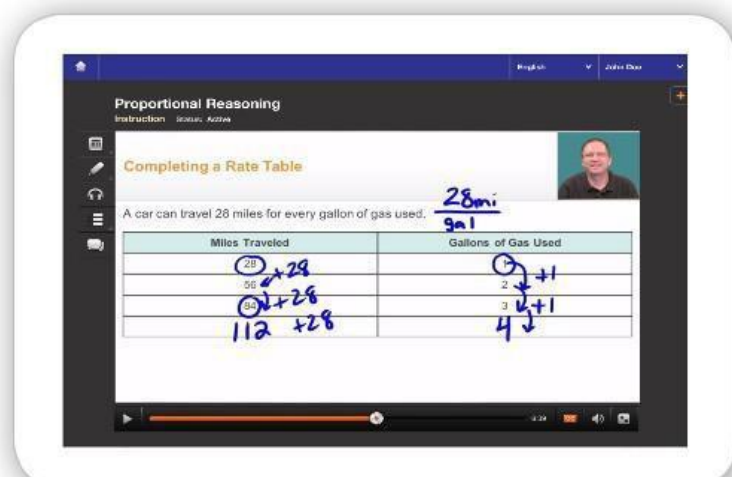 English John Doe
Proportional Reasoning
Instruction Status: Active
Completing a Rate Table
A car can travel 28 miles for every gallon of gas used. 28mi
gal
Miles Traveled Gallons of Gas Used
28 +28 1 +1
56 +28 2 +1
84 +28 3
112 4